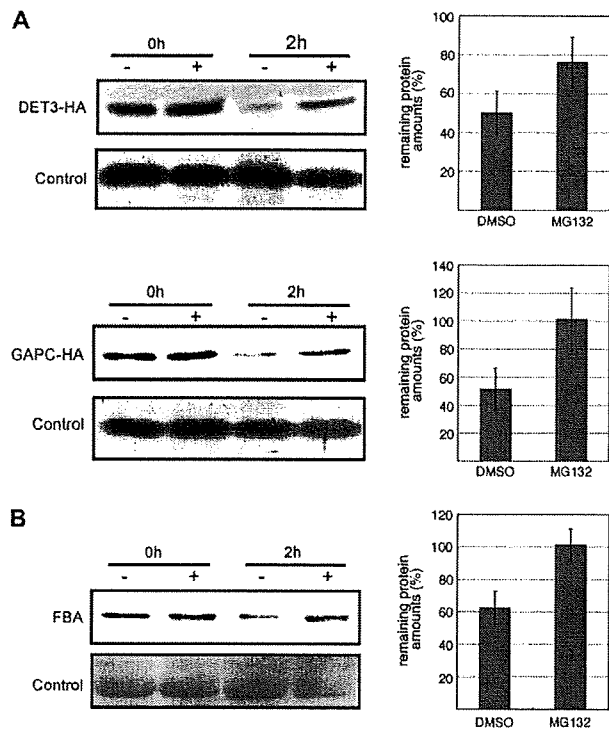 A
0h 2h
- + - +
DET3-HA
Control
remaining protein
amounts (%)
80
60
40
20
DMSO MG132
0h 2h
- + - +
GAPC-HA
Control
remaining protein
amounts (%)
140
120
100
80
60
40
20
DMSO MG132
B
0h 2h
- + - +
FBA
Control
remaining protein
amounts (%)
120
100
80
60
40
20
DMSO MG132